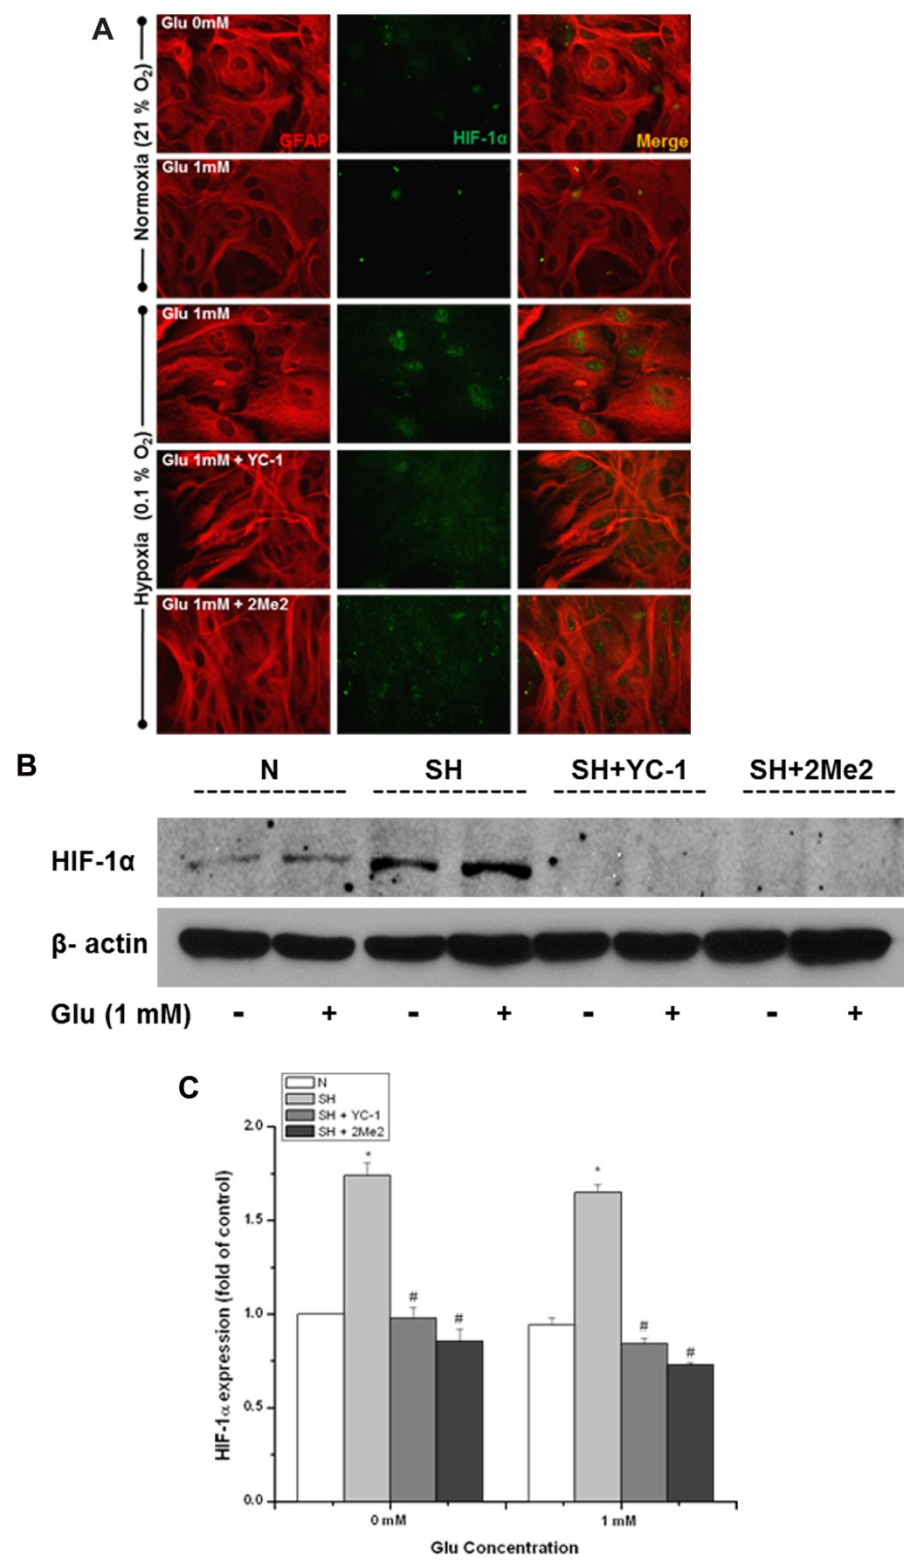 A
Normoxia (21 % O2)
Glu 0mM
GFAP
HIF-1α
Merge
Glu 1mM
Hypoxia (0.1 % O2)
Glu 1mM
Glu 1mM + YC-1
Glu 1mM + 2Me2
B
N SH SH+YC-1 SH+2Me2
HIF-1α
β- actin
Glu (1 mM) - + - + - + - +
C
N
SH
SH + YC-1
SH + 2Me2
HIF-1α expression (fold of control)
2.0
1.5
1.0
0.5
0.0
* # # * # #
0 mM 1 mM
Glu Concentration